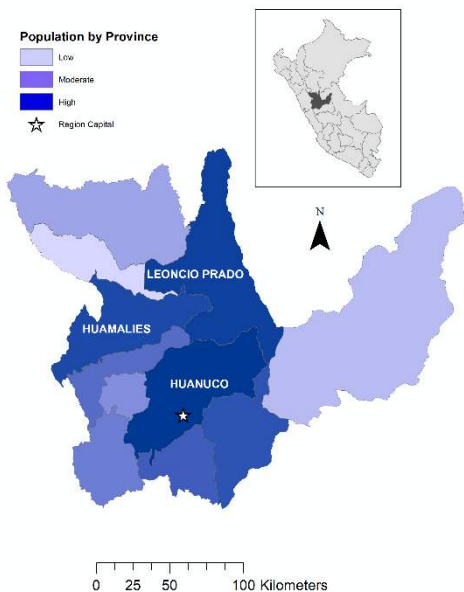 Population by Province
Low
Moderate
High
Region Capital
N
LEONCIO PRADO
HUAMALIES
HUANUCO
0 25 50 100 Kilometers